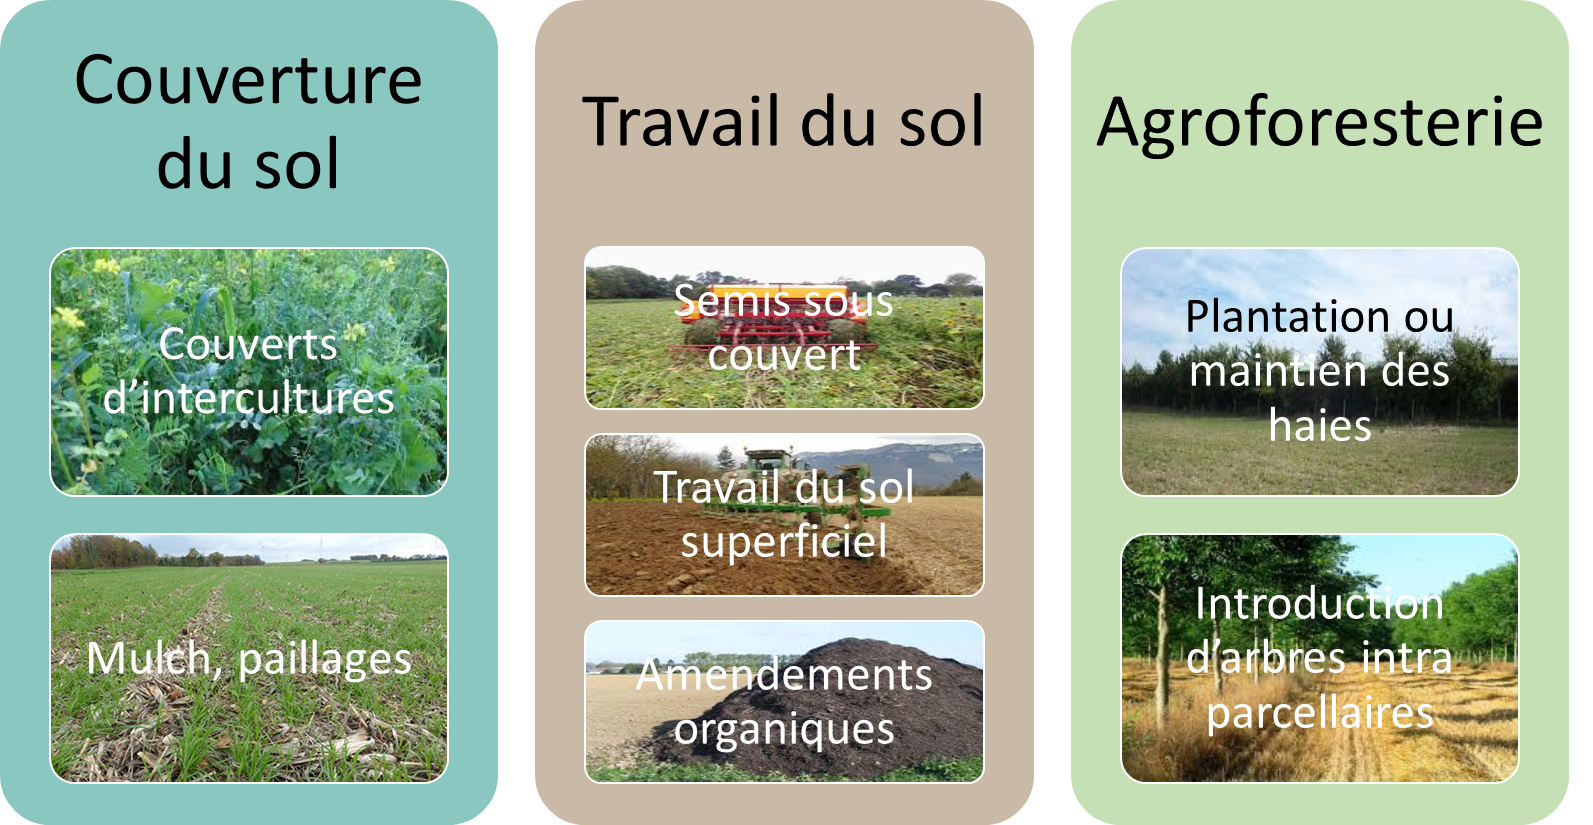 Couverture
du sol
Couverts
d’intercultures
Mulch, paillages
Travail du sol
Semis sous
couvert
Travail du sol
superficiel
Amendements
organiques
Agroforesterie
Plantation ou
maintien des
haies
Introduction
d’arbres intra
parcellaires